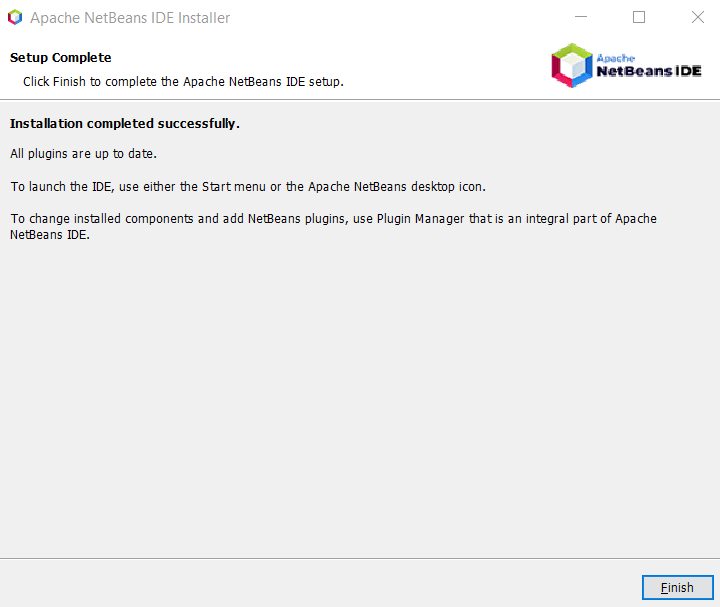 Apache NetBeans IDE Installer
Setup Complete
Click Finish to complete the Apache NetBeans IDE setup.
Apache
NetBeans IDE
Installation completed successfully.
All plugins are up to date.
To launch the IDE, use either the Start menu or the Apache NetBeans desktop icon.
To change installed components and add NetBeans plugins, use Plugin Manager that is an integral part of Apache
NetBeans IDE.
Finish